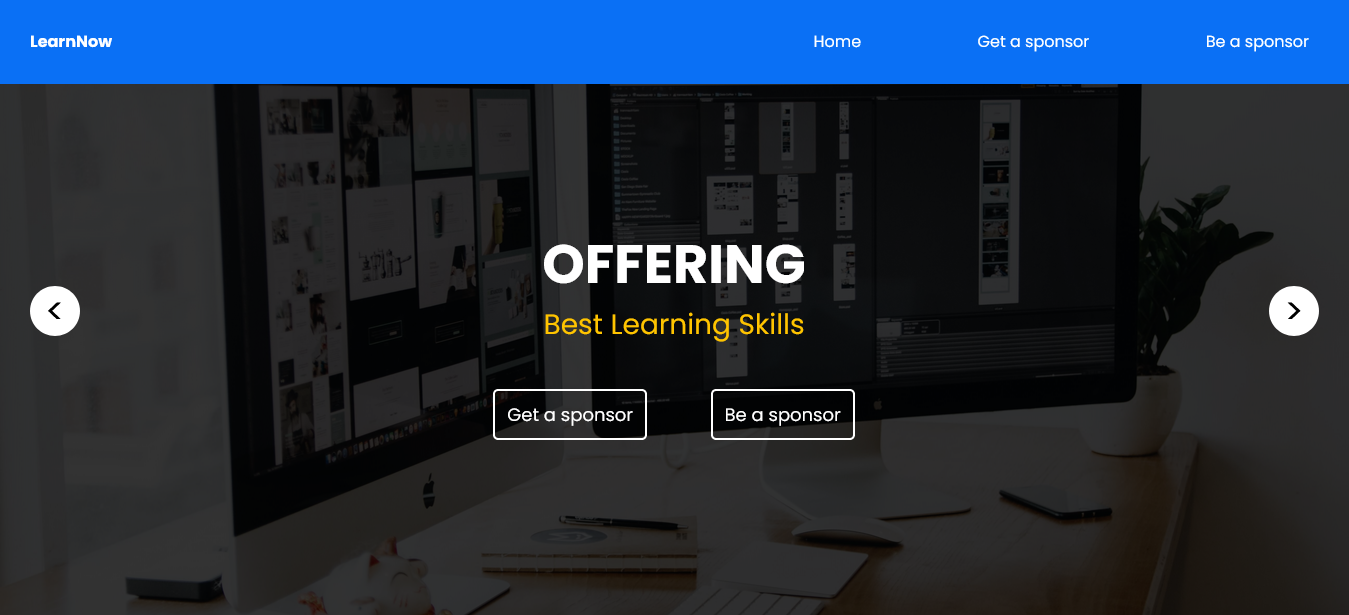 LearnNow
Home
Get a sponsor
Be a sponsor
OFFERING
Best Learning Skills
Get a sponsor
Be a sponsor